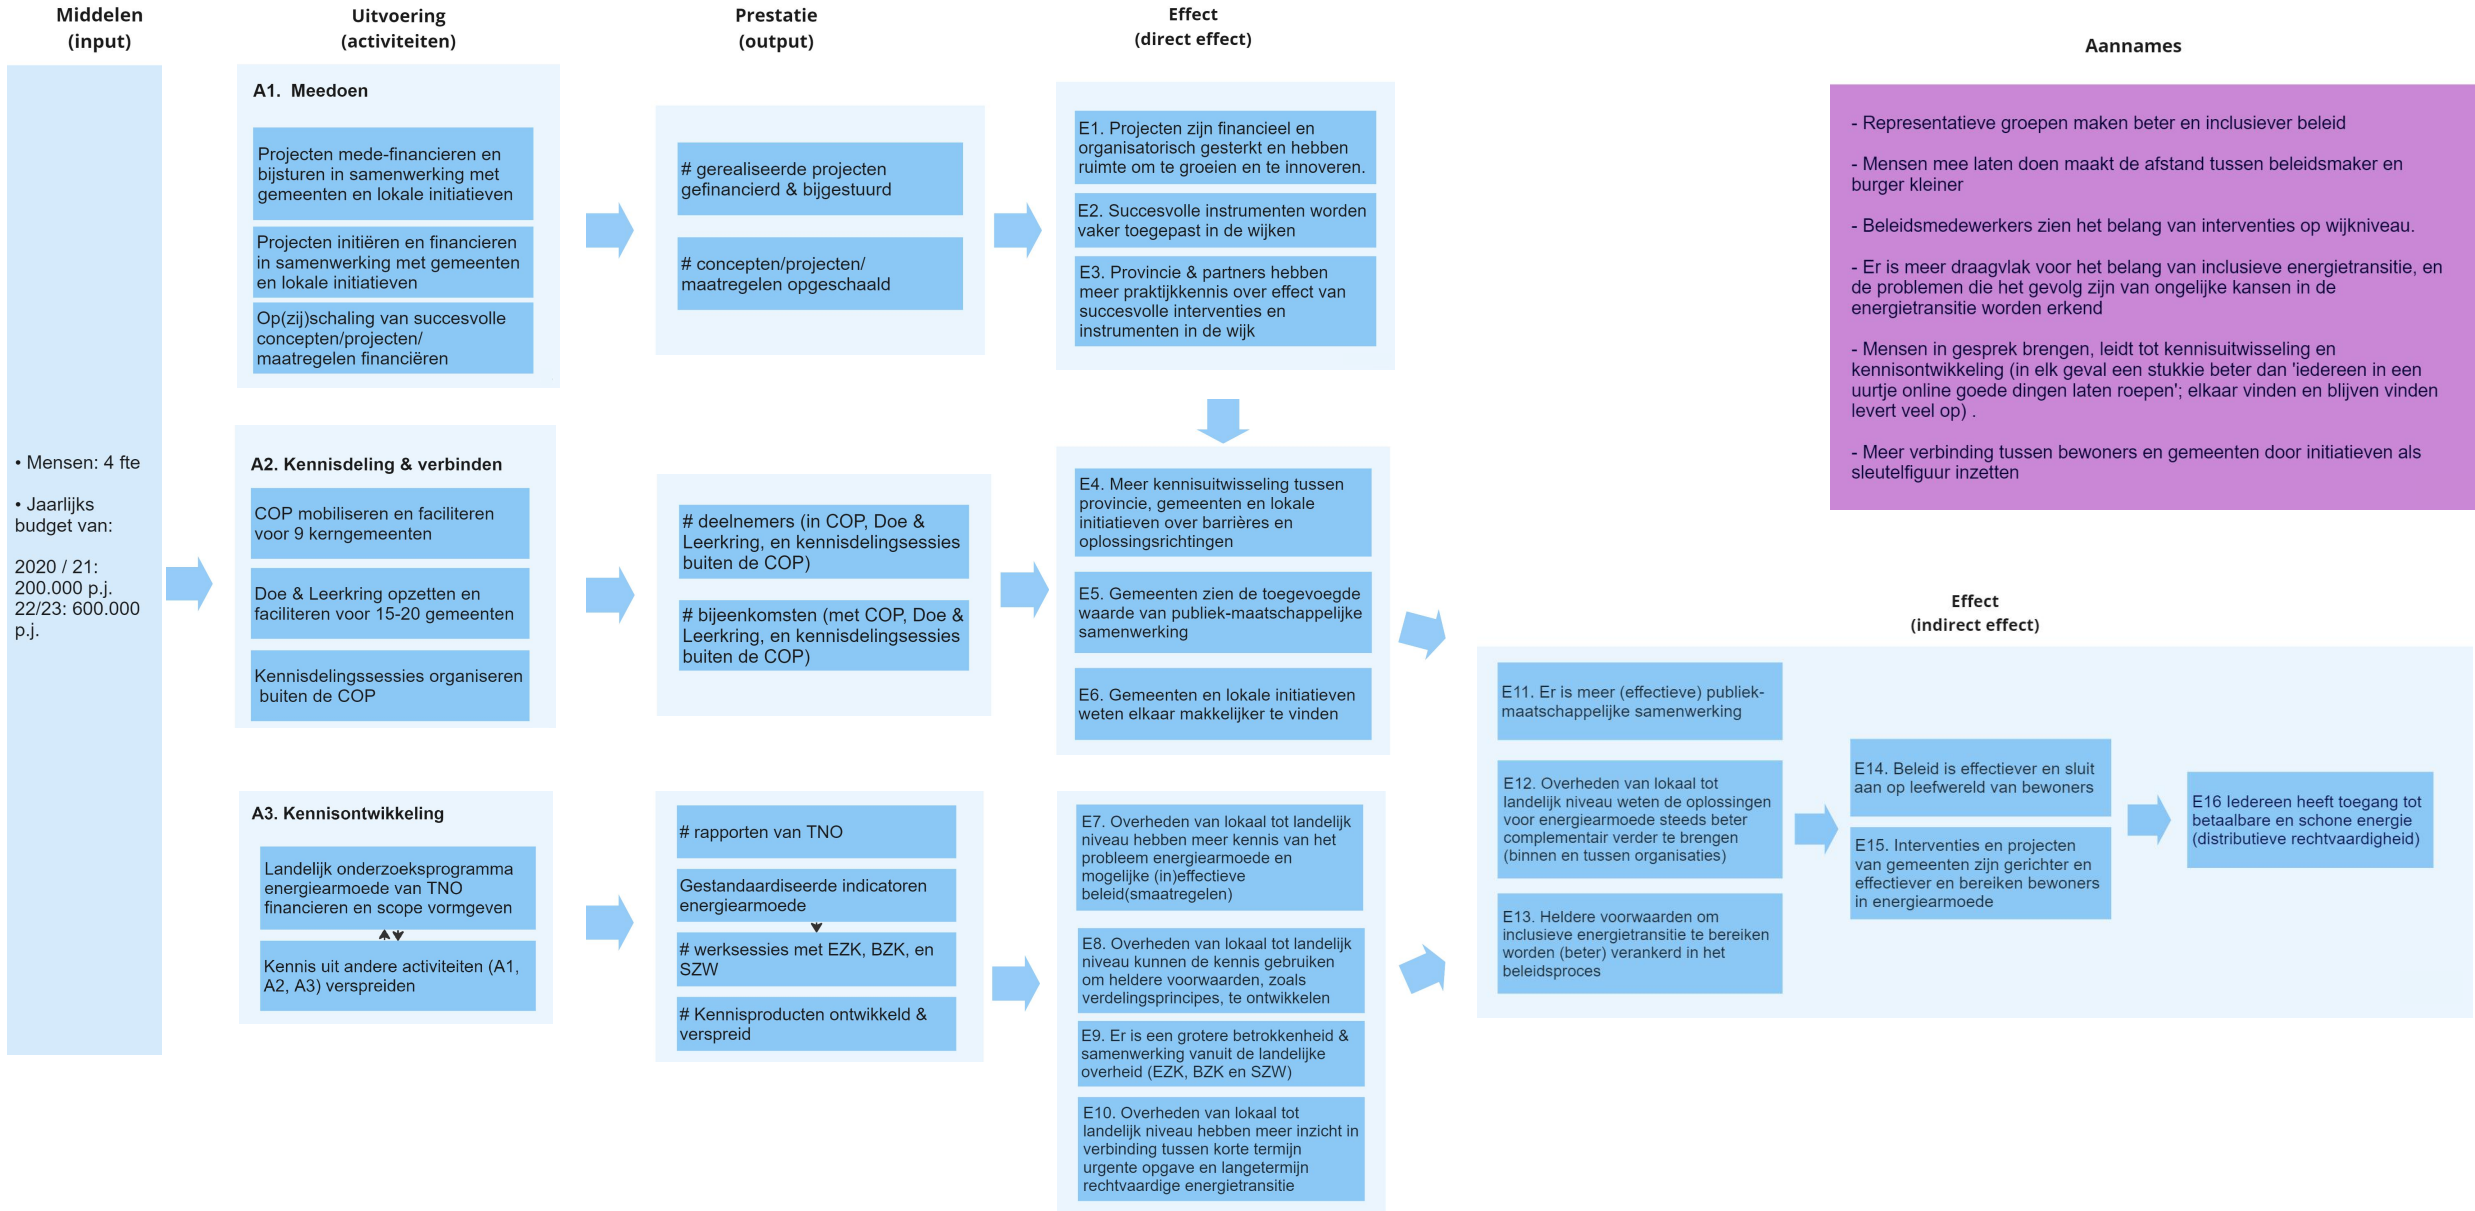 Middelen
(input)
Uitvoering
(activiteiten)
Prestatie
(output)
Effect
(direct effect)
Aannames
• Mensen: 4 fte
• Jaarlijks
budget van:
2020 / 21:
200.000 p.j.
22/23: 600.000
p.j.
A1.  Meedoen
Projecten mede-financieren en
bijsturen in samenwerking met
gemeenten en lokale initiatieven
Projecten initiëren en financieren
in samenwerking met gemeenten
en lokale initiatieven
Op(zij)schaling van succesvolle
concepten/projecten/
maatregelen financiëren
# gerealiseerde projecten
gefinancierd & bijgestuurd
# concepten/projecten/
maatregelen opgeschaald
E1. Projecten zijn financieel en
organisatorisch gesterkt en hebben
ruimte om te groeien en te innoveren.
E2. Succesvolle instrumenten worden
vaker toegepast in de wijken
E3. Provincie & partners hebben
meer praktijkkennis over effect van
succesvolle interventies en
instrumenten in de wijk
- Representatieve groepen maken beter en inclusiever beleid
- Mensen mee laten doen maakt de afstand tussen beleidsmaker en
burger kleiner
- Beleidsmedewerkers zien het belang van interventies op wijkniveau.
- Er is meer draagvlak voor het belang van inclusieve energietransitie, en
de problemen die het gevolg zijn van ongelijke kansen in de
energietransitie worden erkend
- Mensen in gesprek brengen, leidt tot kennisuitwisseling en
kennisontwikkeling (in elk geval een stukkie beter dan 'iedereen in een
uurtje online goede dingen laten roepen'; elkaar vinden en blijven vinden
levert veel op) .
- Meer verbinding tussen bewoners en gemeenten door initiatieven als
sleutelfiguur inzetten
A2. Kennisdeling & verbinden
COP mobiliseren en faciliteren
voor 9 kerngemeenten
Doe & Leerkring opzetten en
faciliteren voor 15-20 gemeenten
Kennisdelingssessies organiseren
buiten de COP
# deelnemers (in COP, Doe &
Leerkring, en kennisdelingsessies
buiten de COP)
# bijeenkomsten (met COP, Doe &
Leerkring, en kennisdelingsessies
buiten de COP)
E4. Meer kennisuitwisseling tussen
provincie, gemeenten en lokale
initiatieven over barrières en
oplossingsrichtingen
E5. Gemeenten zien de toegevoegde
waarde van publiek-maatschappelijke
samenwerking
E6. Gemeenten en lokale initiatieven
weten elkaar makkelijker te vinden
A3. Kennisontwikkeling
Landelijk onderzoeksprogramma
energiearmoede van TNO
financieren en scope vormgeven
Kennis uit andere activiteiten (A1,
A2, A3) verspreiden
# rapporten van TNO
Gestandaardiseerde indicatoren
energiearmoede
# werksessies met EZK, BZK, en
SZW
# Kennisproducten ontwikkeld &
verspreid
E7. Overheden van lokaal tot landelijk
niveau hebben meer kennis van het
probleem energiearmoede en
mogelijke (in)effectieve
beleid(smaatregelen)
E8. Overheden van lokaal tot landelijk
niveau kunnen de kennis gebruiken
om heldere voorwaarden, zoals
verdelingsprincipes, te ontwikkelen
E9. Er is een grotere betrokkenheid &
samenwerking vanuit de landelijke
overheid (EZK, BZK en SZW)
E10. Overheden van lokaal tot
landelijk niveau hebben meer inzicht in
verbinding tussen korte termijn
urgente opgave en langetermijn
rechtvaardige energietransitie
Effect
(indirect effect)
E11. Er is meer (effectieve) publiek-
maatschappelijke samenwerking
E12. Overheden van lokaal tot
landelijk niveau weten de oplossingen
voor energiearmoede steeds beter
complementair verder te brengen
(binnen en tussen organisaties)
E13. Heldere voorwaarden om
inclusieve energietransitie te bereiken
worden (beter) verankerd in het
beleidsproces
E14. Beleid is effectiever en sluit
aan op leefwereld van bewoners
E15. Interventies en projecten
van gemeenten zijn gerichter en
effectiever en bereiken bewoners
in energiearmoede
E16 Iedereen heeft toegang tot
betaalbare en schone energie
(distributieve rechtvaardigheid)